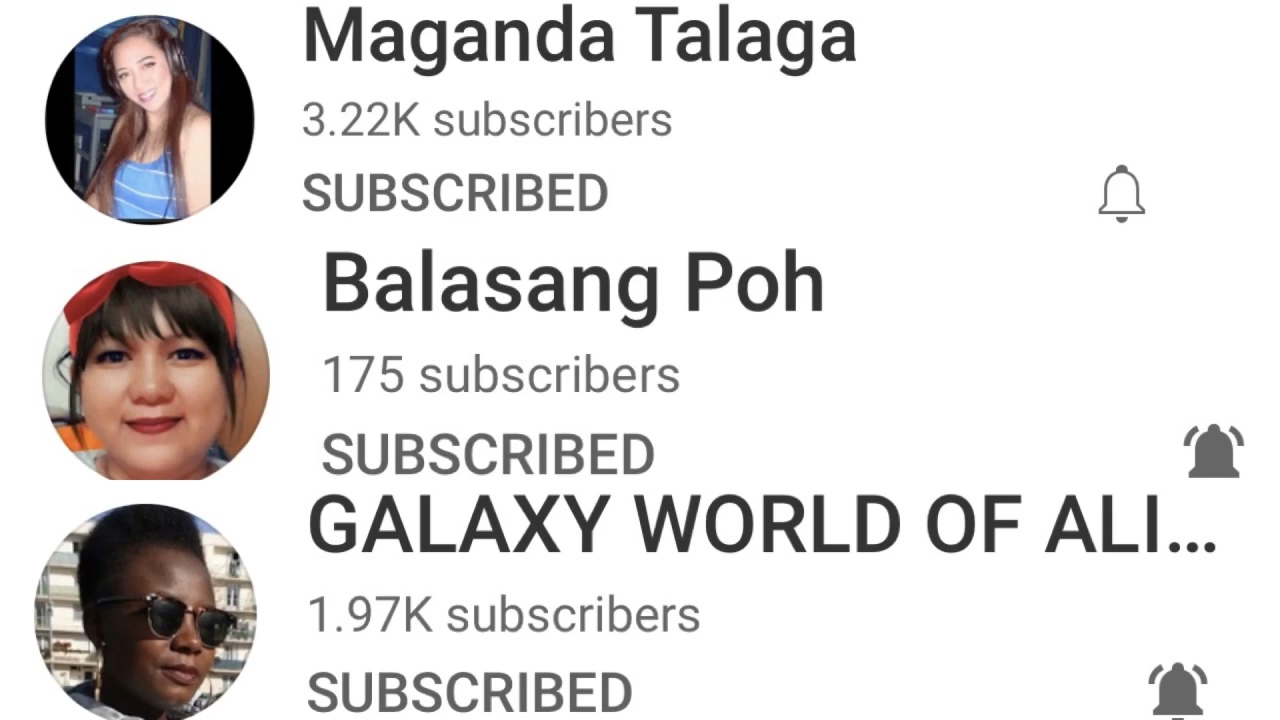 Maganda Talaga
3.22K subscribers
SUBSCRIBED
Balasang Poh
175 subscribers
SUBSCRIBED
GALAXY WORLD OF ALI...
1.97K subscribers
SUBSCRIBED